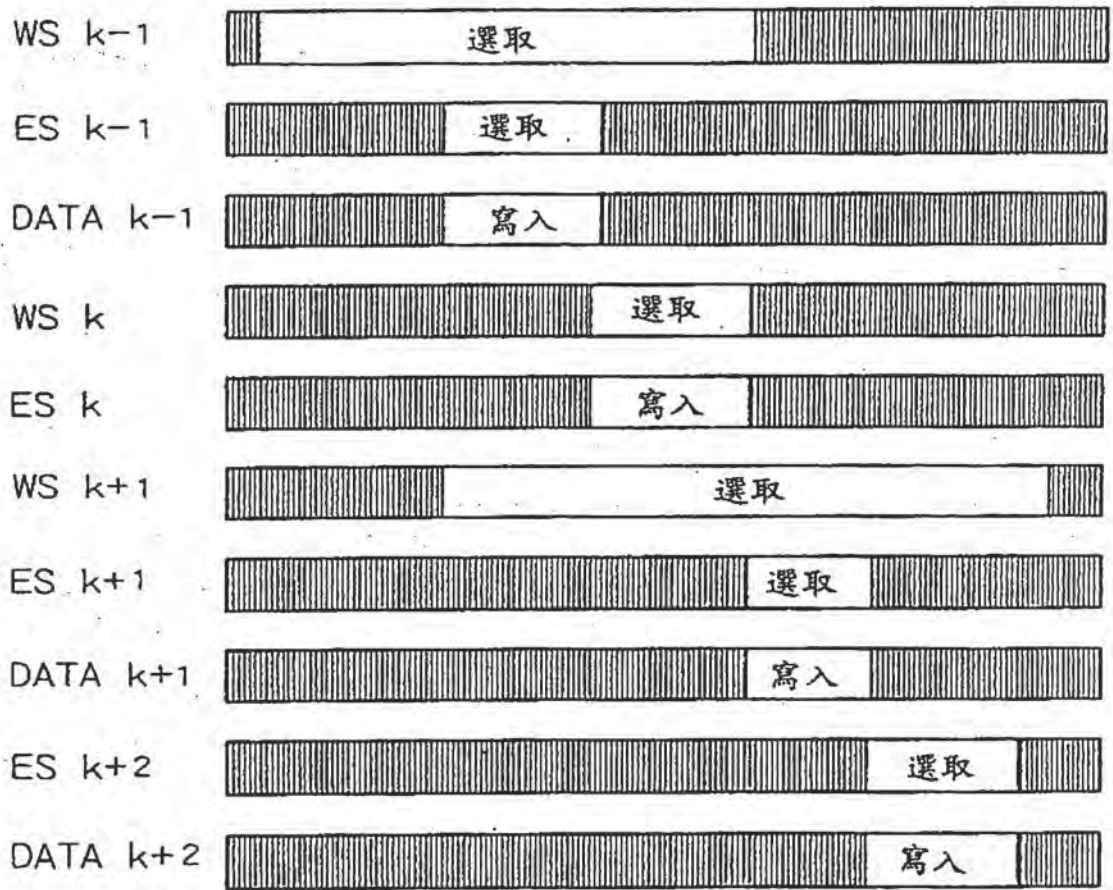 WS k-1 選取
ES k-1 選取
DATA k-1 寫入
WS k 選取
ES k 寫入
WS k+1 選取
ES k+1 選取
DATA k+1 寫入
ES k+2 選取
DATA k+2 寫入